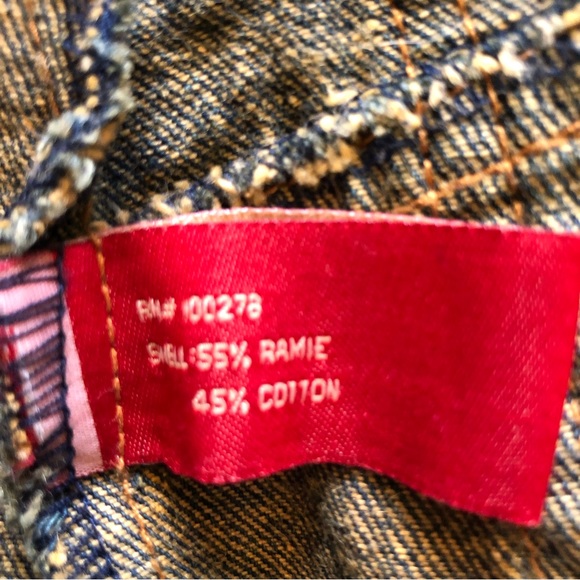 RN# 100278
SHELL: 55% RAMIE
45% COTTON